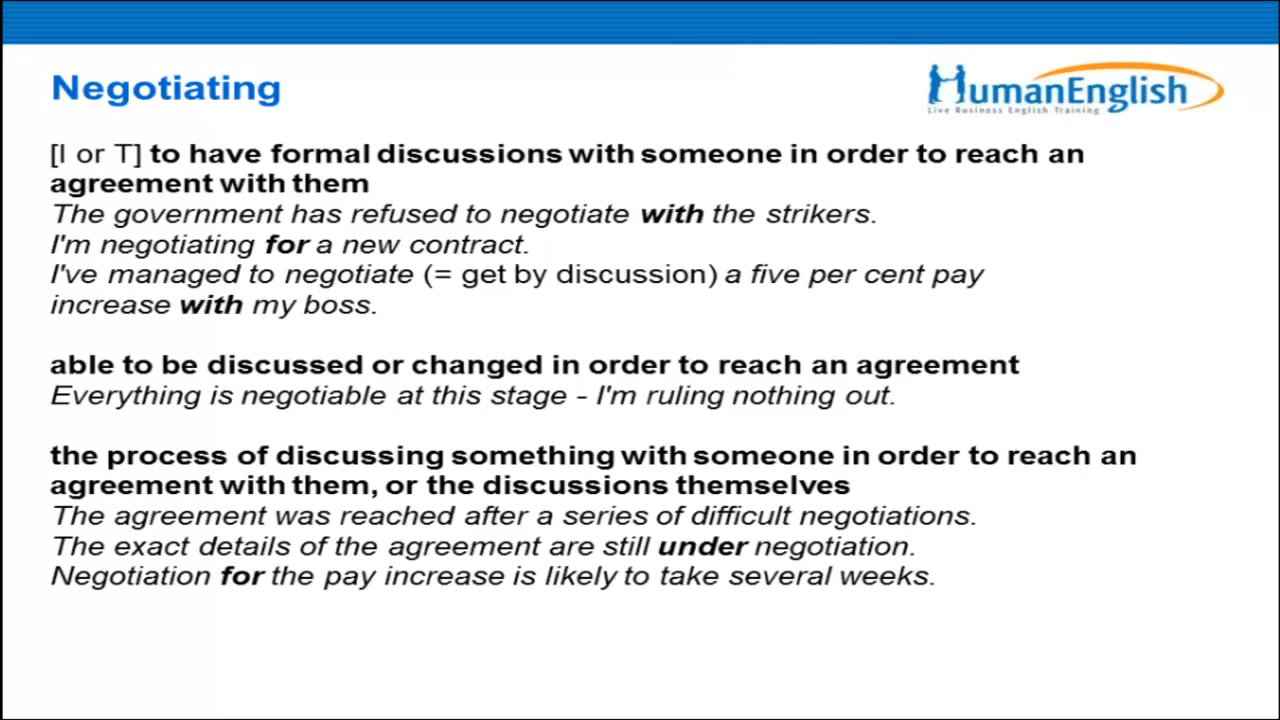 Negotiating
HumanEnglish
Live Business English Training
[I or T] to have formal discussions with someone in order to reach an
agreement with them
The government has refused to negotiate with the strikers.
I'm negotiating for a new contract.
I've managed to negotiate (= get by discussion) a five per cent pay
increase with my boss.
able to be discussed or changed in order to reach an agreement
Everything is negotiable at this stage - I'm ruling nothing out.
the process of discussing something with someone in order to reach an
agreement with them, or the discussions themselves
The agreement was reached after a series of difficult negotiations.
The exact details of the agreement are still under negotiation.
Negotiation for the pay increase is likely to take several weeks.